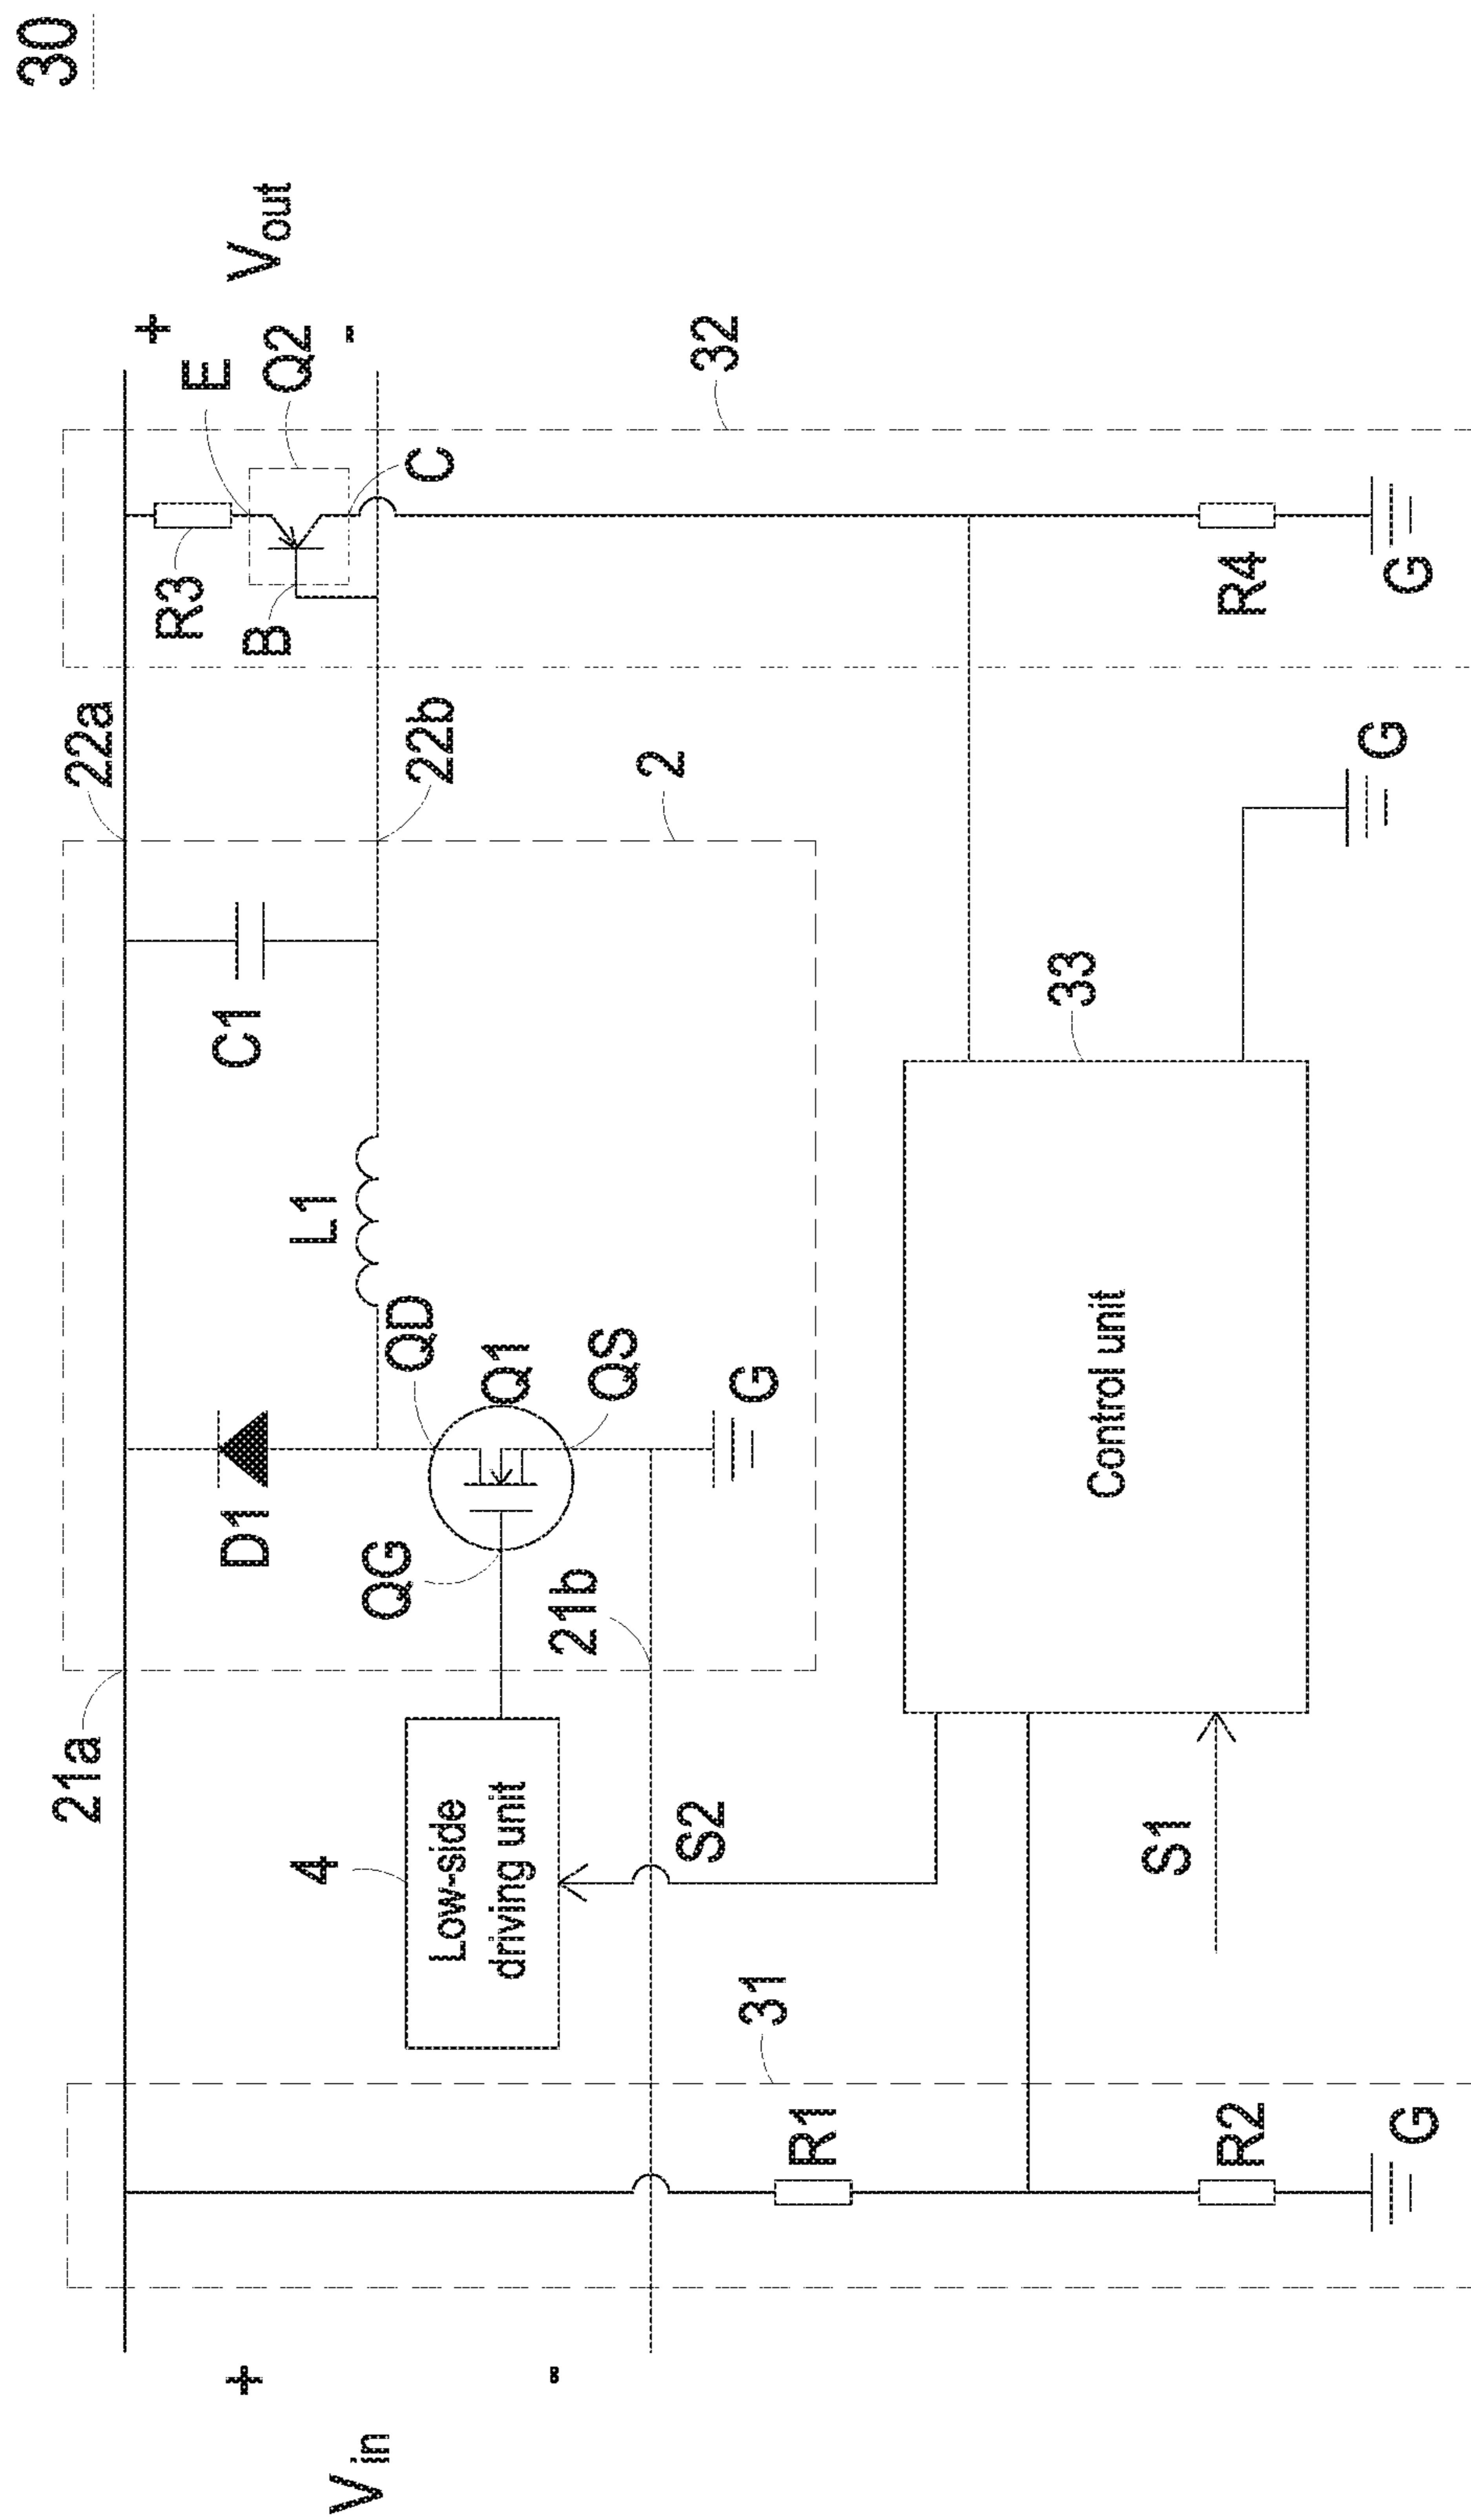 30
Vin
+
-
21a
D1
C1
22a
R3
E
B
Q2
C
+
Vout
-
L1
22b
4
Low-side
driving unit
QG
QD
Q1
QS
21b
G
2
32
S2
31
R1
33
Control unit
S1
R2
G
G
R4
G